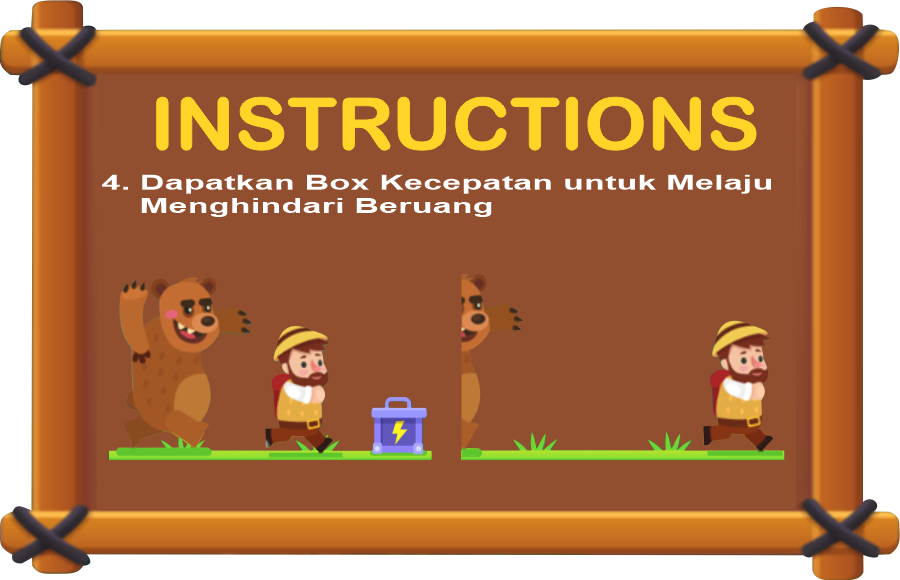 INSTRUCTIONS
4. Dapatkan Box Kecepatan untuk Melaju
Menghindari Beruang